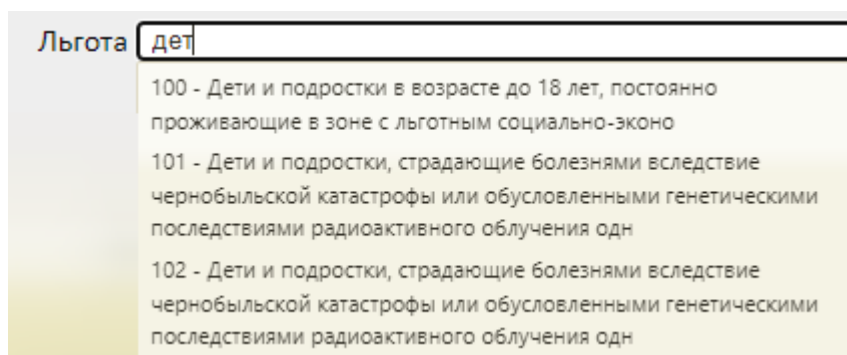 Льгота дет
100 - Дети и подростки в возрасте до 18 лет, постоянно
проживающие в зоне с льготным социально-эконо
101 - Дети и подростки, страдающие болезнями вследствие
чернобыльской катастрофы или обусловленными генетическими
последствиями радиоактивного облучения одн
102 - Дети и подростки, страдающие болезнями вследствие
чернобыльской катастрофы или обусловленными генетическими
последствиями радиоактивного облучения одн